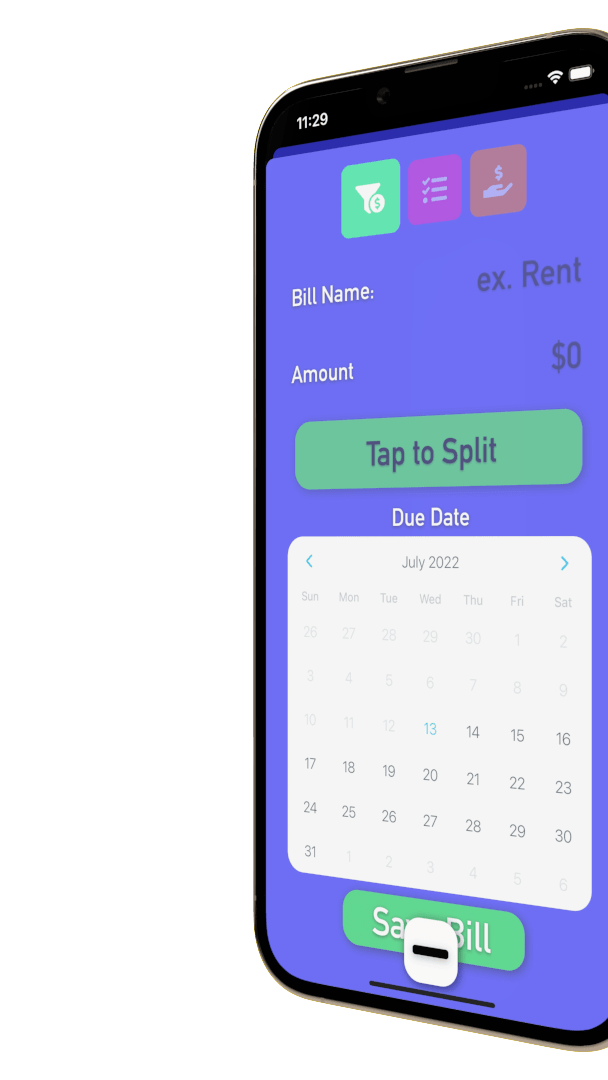 11:29
Bill Name:
ex. Rent
Amount
$0
Tap to Split
Due Date
July 2022
Sun Mon Tue Wed Thu Fri Sat
26 27 28 29 30 1 2
3 4 5 6 7 8 9
10 11 12 13 14 15 16
17 18 19 20 21 22 23
24 25 26 27 28 29 30
31 1 2 3 4 5 6
Bill